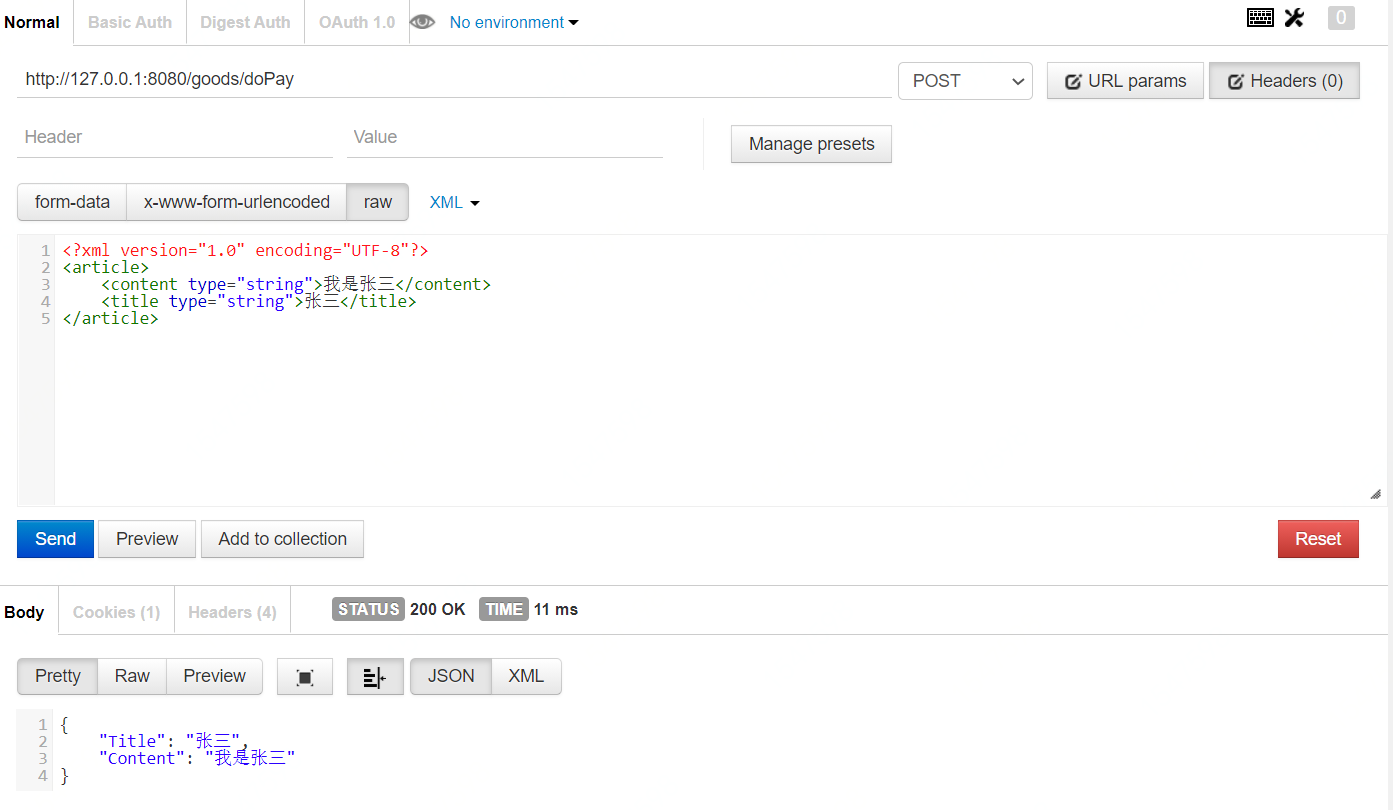 Normal Basic Auth Digest Auth OAuth 1.0 No environment 0
http://127.0.0.1:8080/goods/doPay POST URL params Headers (0)
Header Value Manage presets
form-data x-www-form-urlencoded raw XML
1 <?xml version="1.0" encoding="UTF-8"?>
2 <article>
3 <content type="string">我是张三</content>
4 <title type="string">张三</title>
5 </article>
Send Preview Add to collection Reset
Body Cookies (1) Headers (4) STATUS 200 OK TIME 11 ms
Pretty Raw Preview JSON XML
1 {
2 "Title": "张三",
3 "Content": "我是张三"
4 }